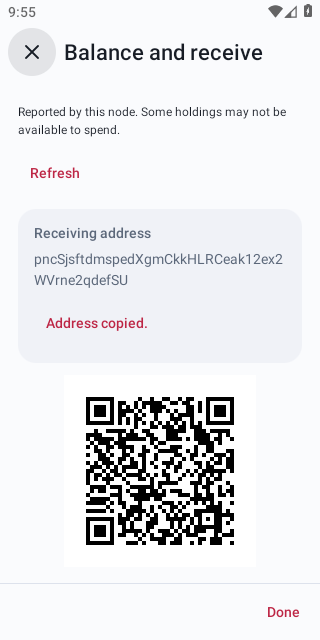 9:55
Balance and receive
Reported by this node. Some holdings may not be
available to spend.
Refresh
Receiving address
pncSjsftdmspedXgmCkkHLRCeak12ex2
WVrne2qdefSU
Address copied.
Done